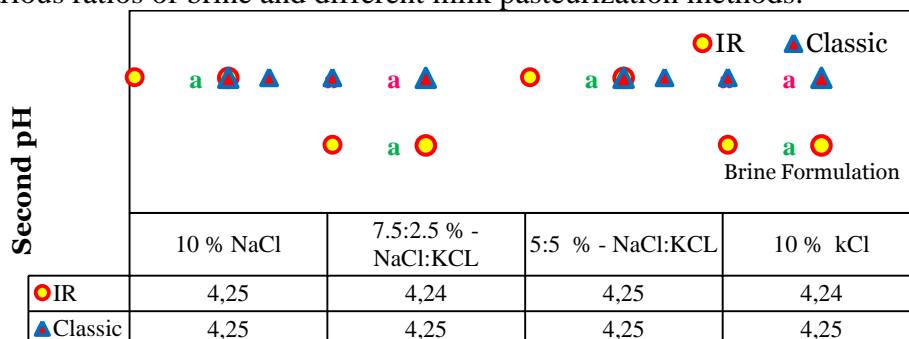 rious ratios of brine and different milk pasteurization methods.
IR Classic
a a a a
a a
Brine Formulation
Second pH
10 % NaCl 7.5:2.5 % - NaCl:KCL 5:5 % - NaCl:KCL 10 % kCl
IR 4,25 4,24 4,25 4,24
Classic 4,25 4,25 4,25 4,25